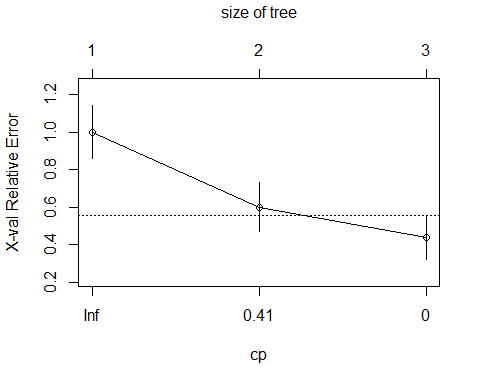 size of tree
1 2 3
X-val Relative Error
1.2
1.0
0.8
0.6
0.4
0.2
Inf 0.41 0
cp